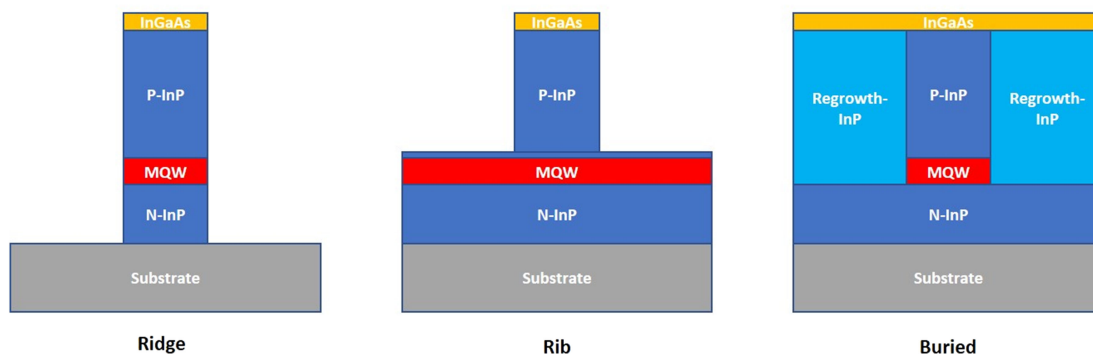 InGaAs
P-InP
MQW
N-InP
Substrate
Ridge
InGaAs
P-InP
MQW
N-InP
Substrate
Rib
InGaAs
Regrowth-
InP
P-InP
Regrowth-
InP
MQW
N-InP
Substrate
Buried